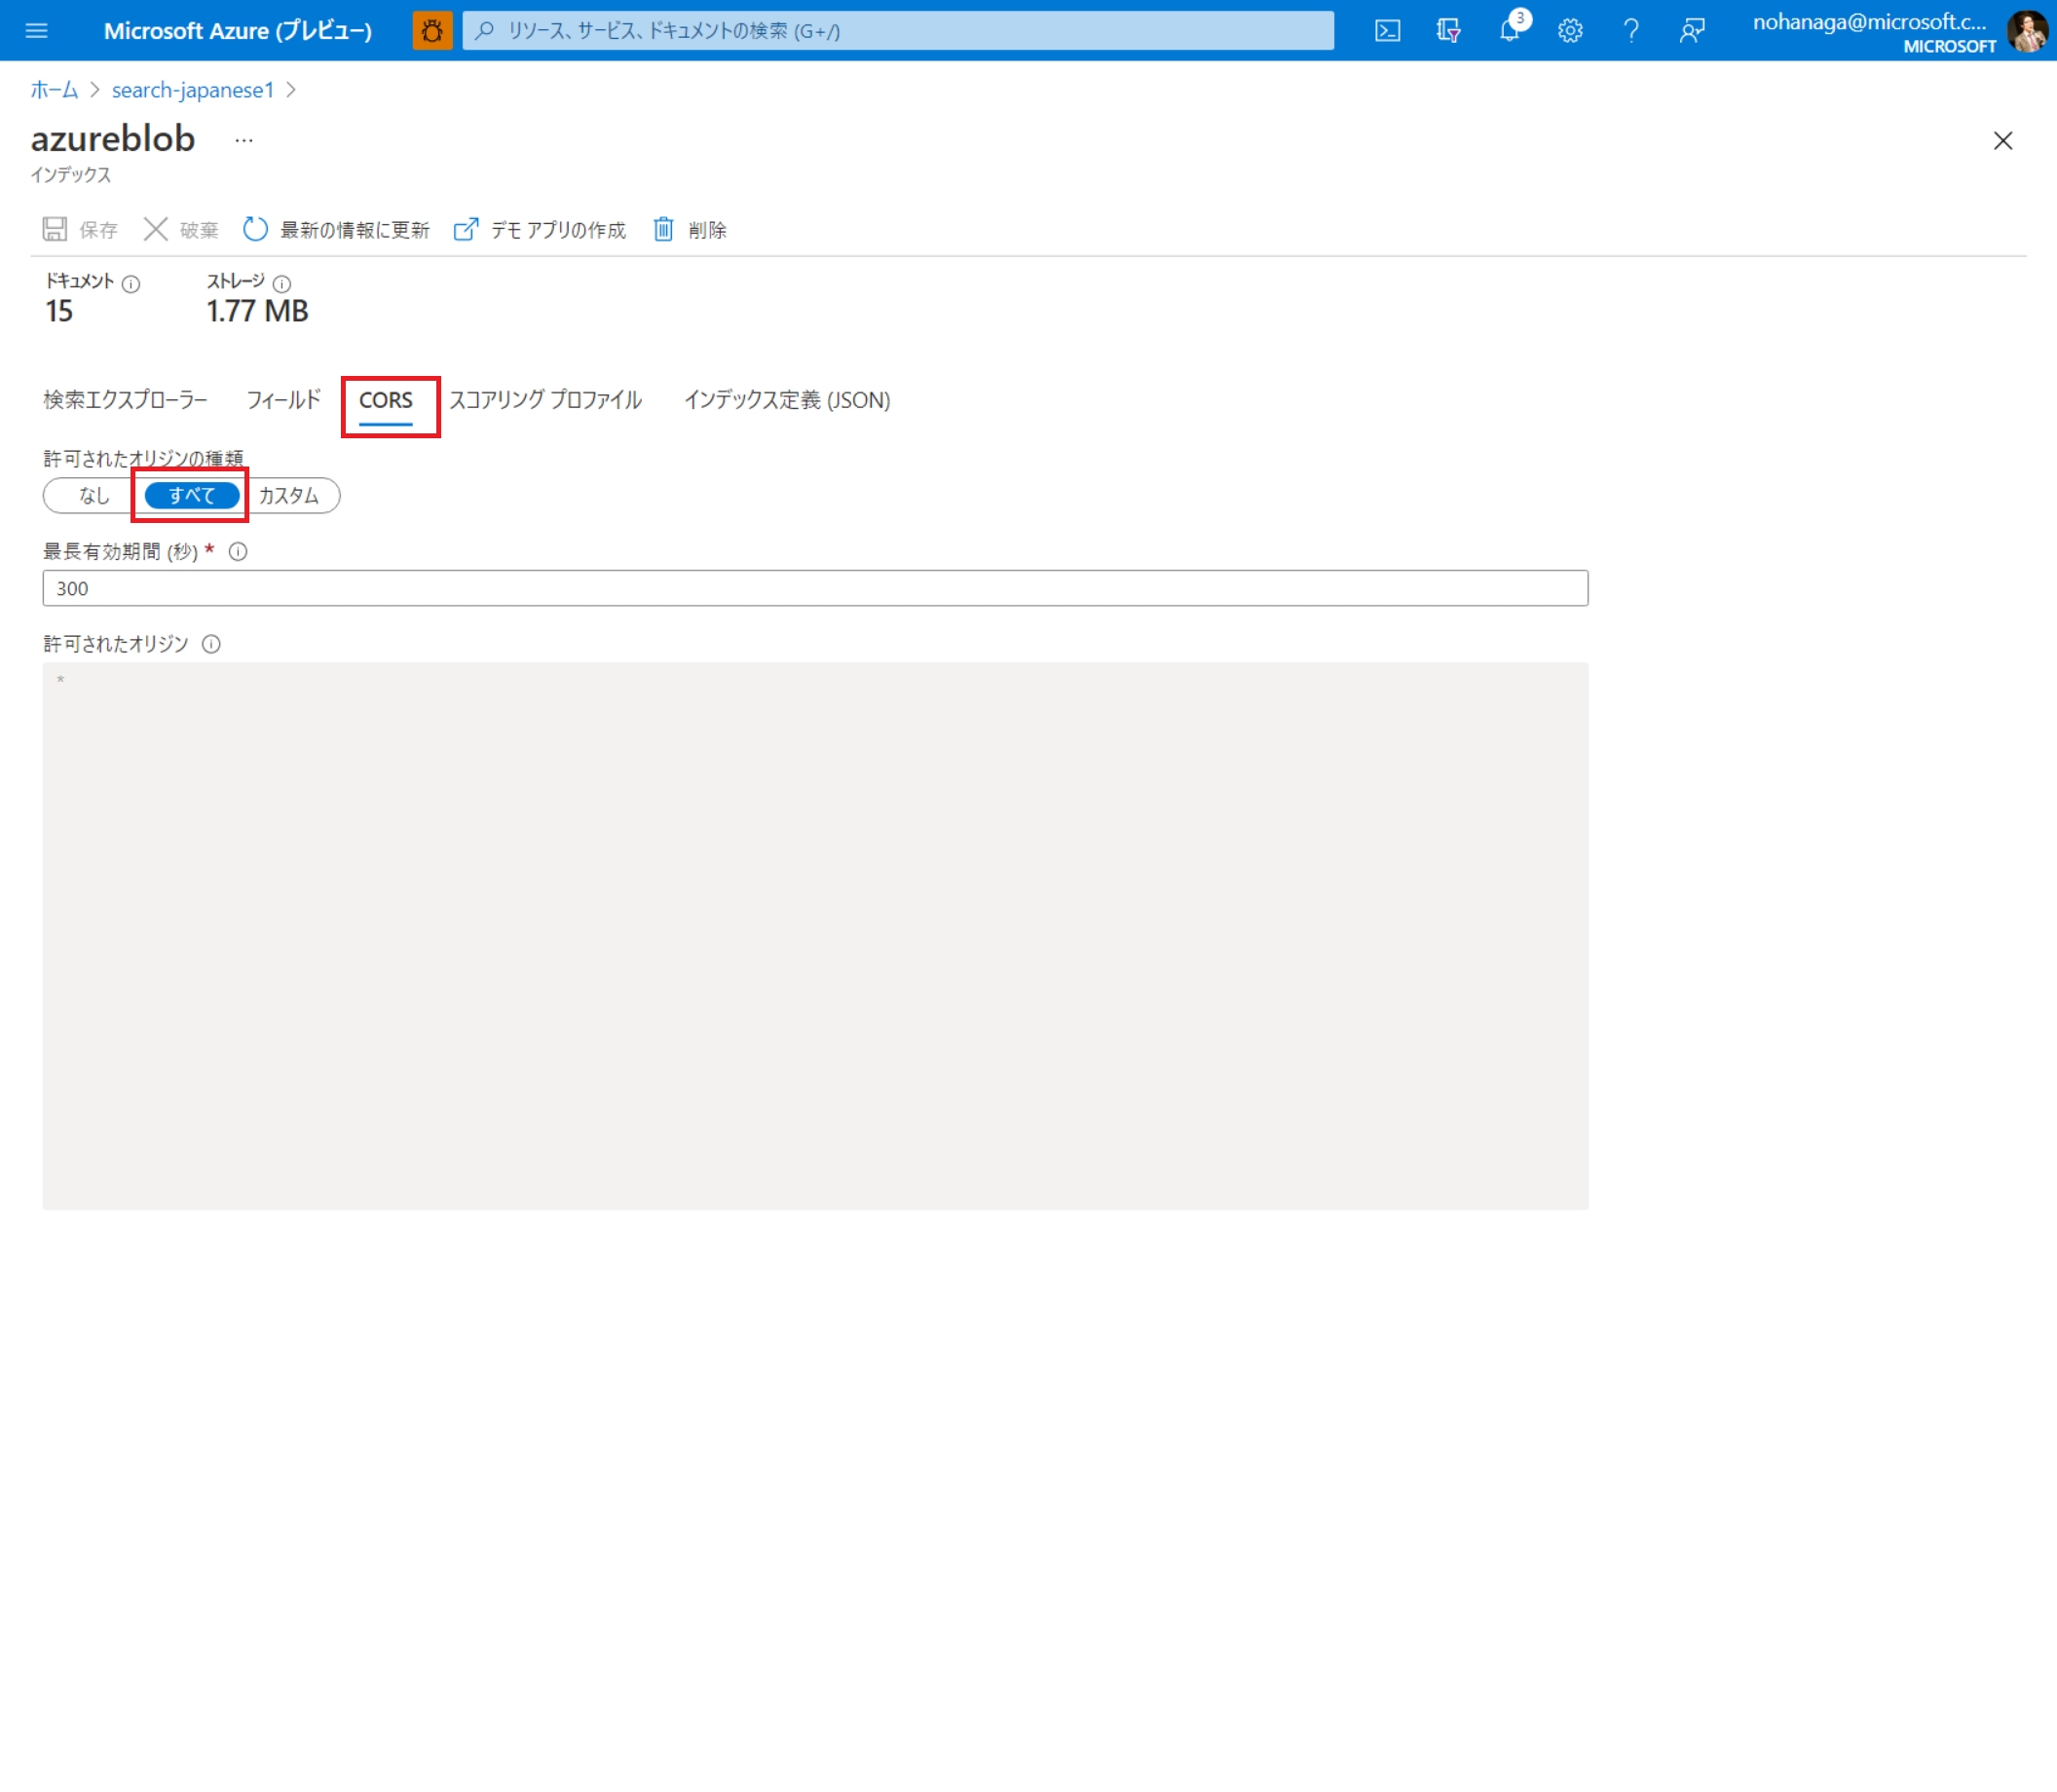 Microsoft Azure (プレビュー)
リソース、サービス、ドキュメントの検索 (G+/)
3
nohanaga@microsoft.c...
MICROSOFT
ホーム > search-japanese1 >
azureblob ...
インデックス
保存 破棄 最新の情報に更新 デモ アプリの作成 削除
ドキュメント ストレージ
15 1.77 MB
検索エクスプローラー フィールド CORS スコアリング プロファイル インデックス定義 (JSON)
許可されたオリジンの種類
なし すべて カスタム
最長有効期間 (秒) *
300
許可されたオリジン
*